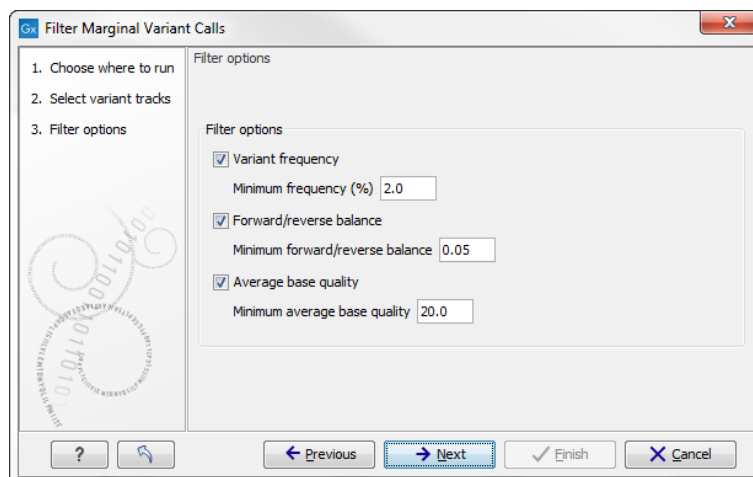 Gx Filter Marginal Variant Calls
1. Choose where to run
2. Select variant tracks
3. Filter options
Filter options
Filter options
Variant frequency
Minimum frequency (%) 2.0
Forward/reverse balance
Minimum forward/reverse balance 0.05
Average base quality
Minimum average base quality 20.0
? Previous Next Finish Cancel